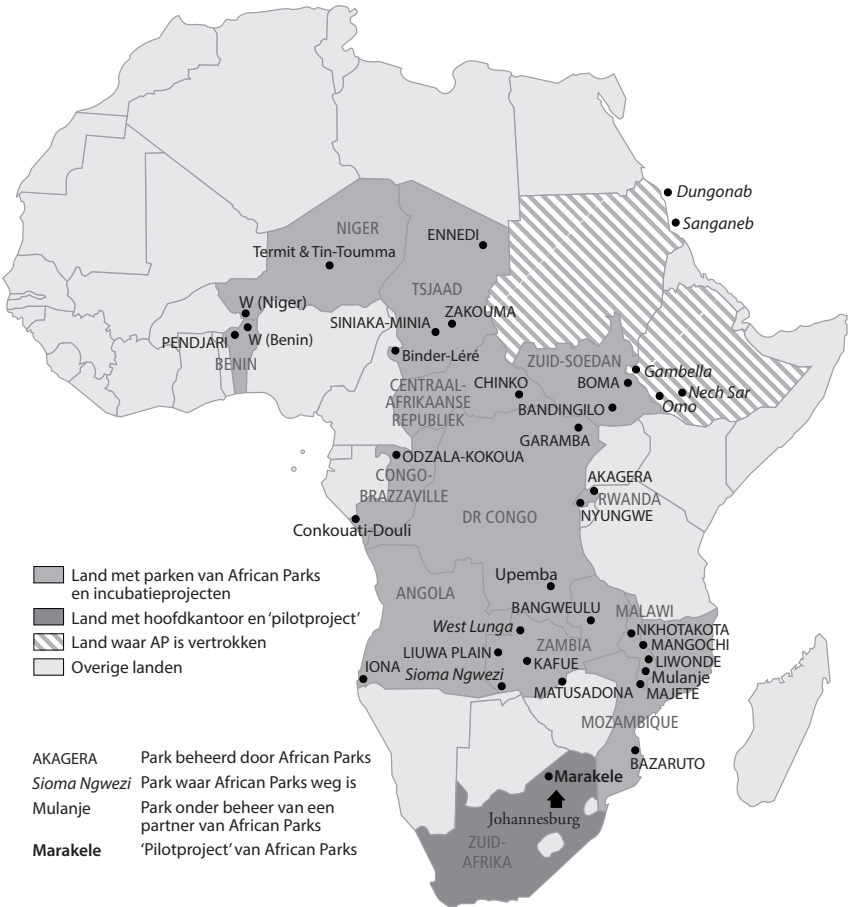 Dungonab
Sanganeb
NIGER
ENNEDI
Termit & Tin-Toumma
TSJAAD
W (Niger)
ZAKOUMA
SINIAKA-MINIA
PENDJARI
W (Benin)
Binder-Léré
BENIN
ZUID-SOEDAN
Gambella
CENTRAAL-
AFRIKAANSE
REPUBLIEK
CHINKO
BOMA
Nech Sar
BANDINGILO
Omo
GARAMBA
ODZALA-KOKOUA
CONGO-
BRAZZAVILLE
AKAGERA
RWANDA
NYUNGWE
DR CONGO
Conkouati-Douli
Upemba
ANGOLA
BANGWEULU
MALAWI
West Lunga
NKHOTAKOTA
ZAMBIA
MANGOCHI
LIUWA PLAIN
KAFUE
LIWONDE
IONA
Sioma Ngwezi
Mulanje
MATUSADONA
MAJETE
MOZAMBIQUE
BAZARUTO
Marakele
Johannesburg
ZUID-
AFRIKA
Land met parken van African Parks
en incubatieprojecten
Land met hoofdkantoor en ‘pilotproject’
Land waar AP is vertrokken
Overige landen
AKAGERA Park beheerd door African Parks
Sioma Ngwezi Park waar African Parks weg is
Mulanje Park onder beheer van een
partner van African Parks
Marakele ‘Pilotproject’ van African Parks